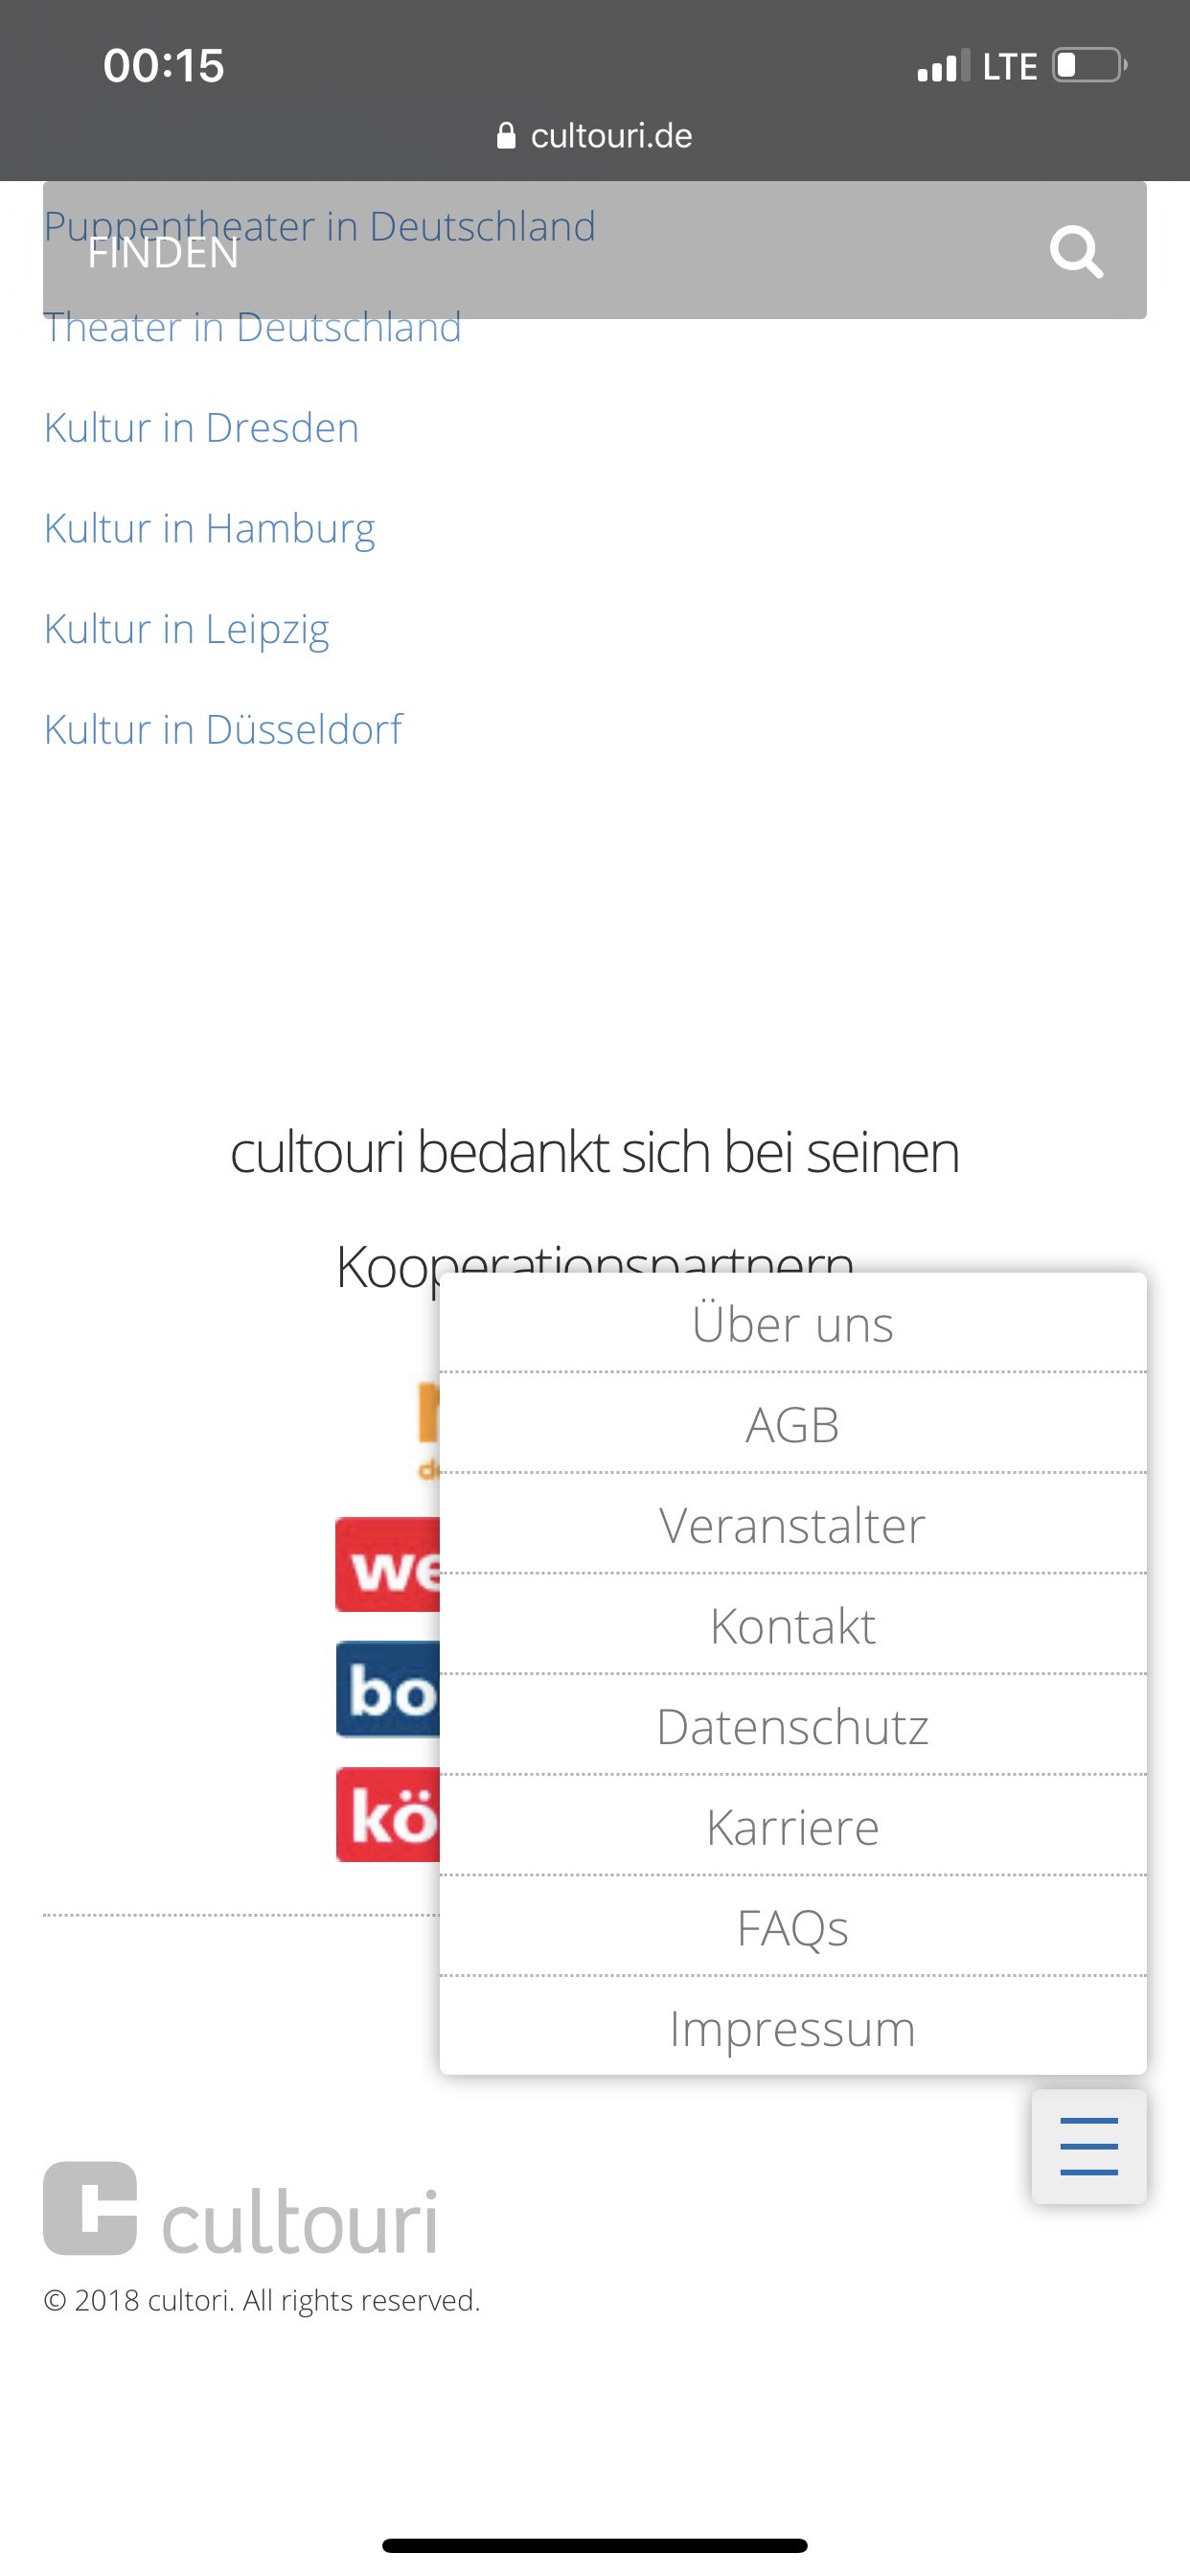 00:15
LTE
cultouri.de
Puppentheater in Deutschland
FINDEN
Theater in Deutschland
Kultur in Dresden
Kultur in Hamburg
Kultur in Leipzig
Kultur in Düsseldorf
cultouri bedankt sich bei seinen
Kooperationspartnern
Über uns
AGB
we
Veranstalter
bo
Kontakt
Datenschutz
kö
Karriere
FAQs
Impressum
cultouri
© 2018 cultori. All rights reserved.